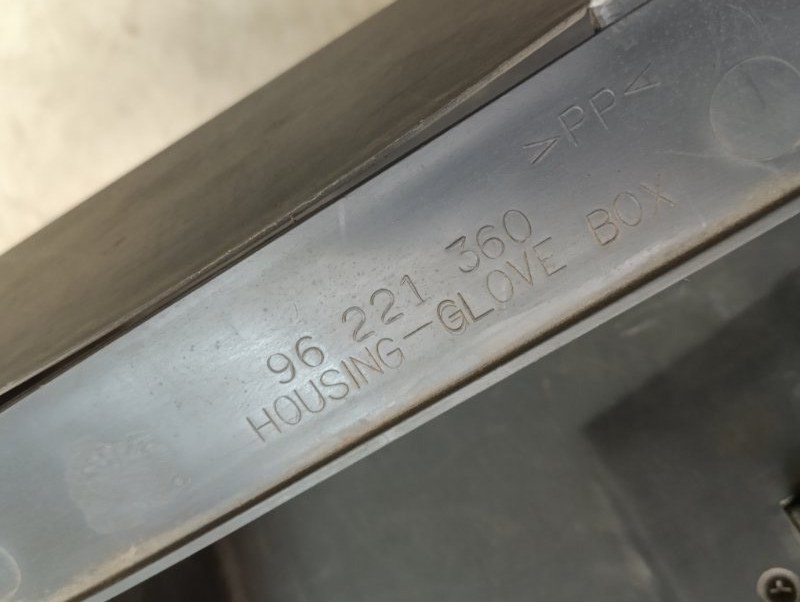 >PP<
96 221 360
HOUSING-GLOVE BOX